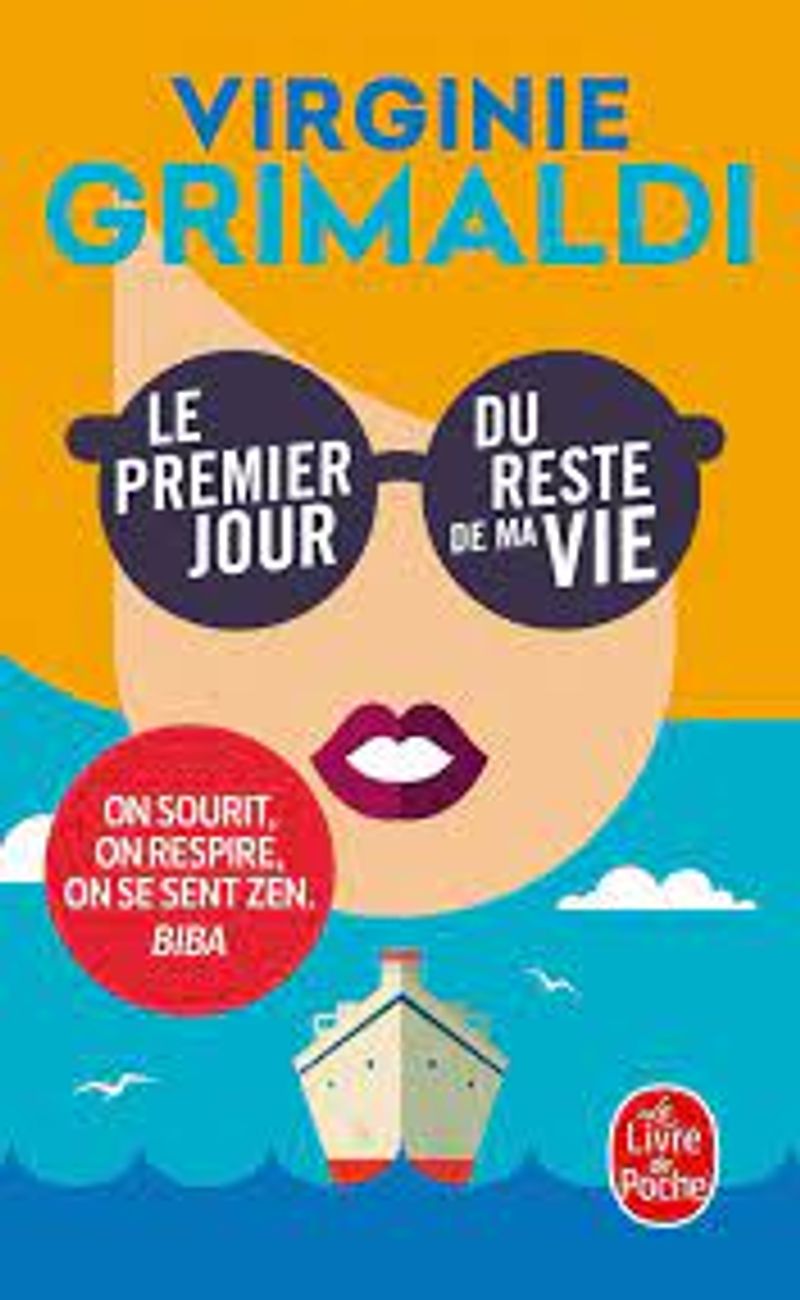 VIRGINIE
GRIMALDI
LE
PREMIER
JOUR
DU
RESTE
DE MA VIE
ON SOURIT,
ON RESPIRE,
ON SE SENT ZEN.
BIBA
Le
Livre
de
Poche